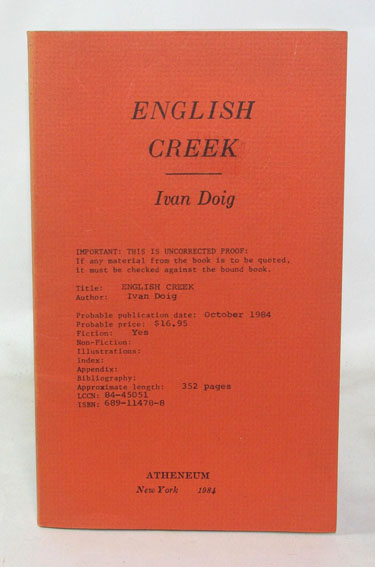 ENGLISH
CREEK
Ivan Doig
IMPORTANT: THIS IS UNCORRECTED PROOF:
If any material from the book is to be quoted,
it must be checked against the bound book.
Title: ENGLISH CREEK
Author: Ivan Doig
Probable publication date: October 1984
Probable price: $16.95
Fiction: Yes
Non-Fiction:
Illustrations:
Index:
Appendix:
Bibliography:
Approximate length: 352 pages
LCCN: 84-45051
ISBN: 689-11478-8
ATHENEUM
New York 1984